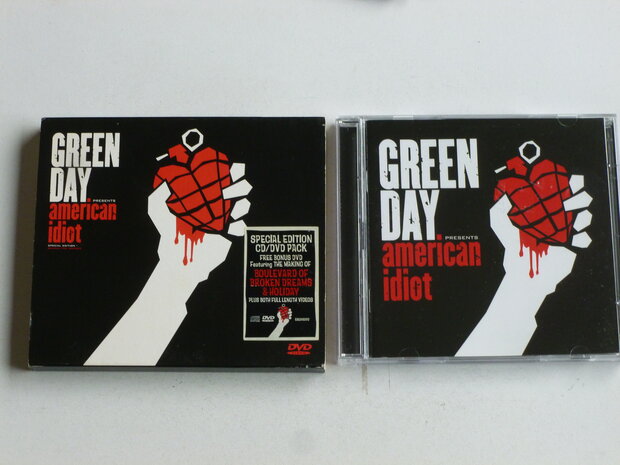 GREEN
DAY
PRESENTS
american
idiot
SPECIAL EDITION
SPECIAL EDITION
CD/DVD PACK
FREE BONUS DVD
Featuring THE MAKING OF
BOULEVARD OF
BROKEN DREAMS
& HOLIDAY
PLUS BOTH FULL LENGTH VIDEOS
DVD
DVD
GREEN
DAY
PRESENTS
american
idiot